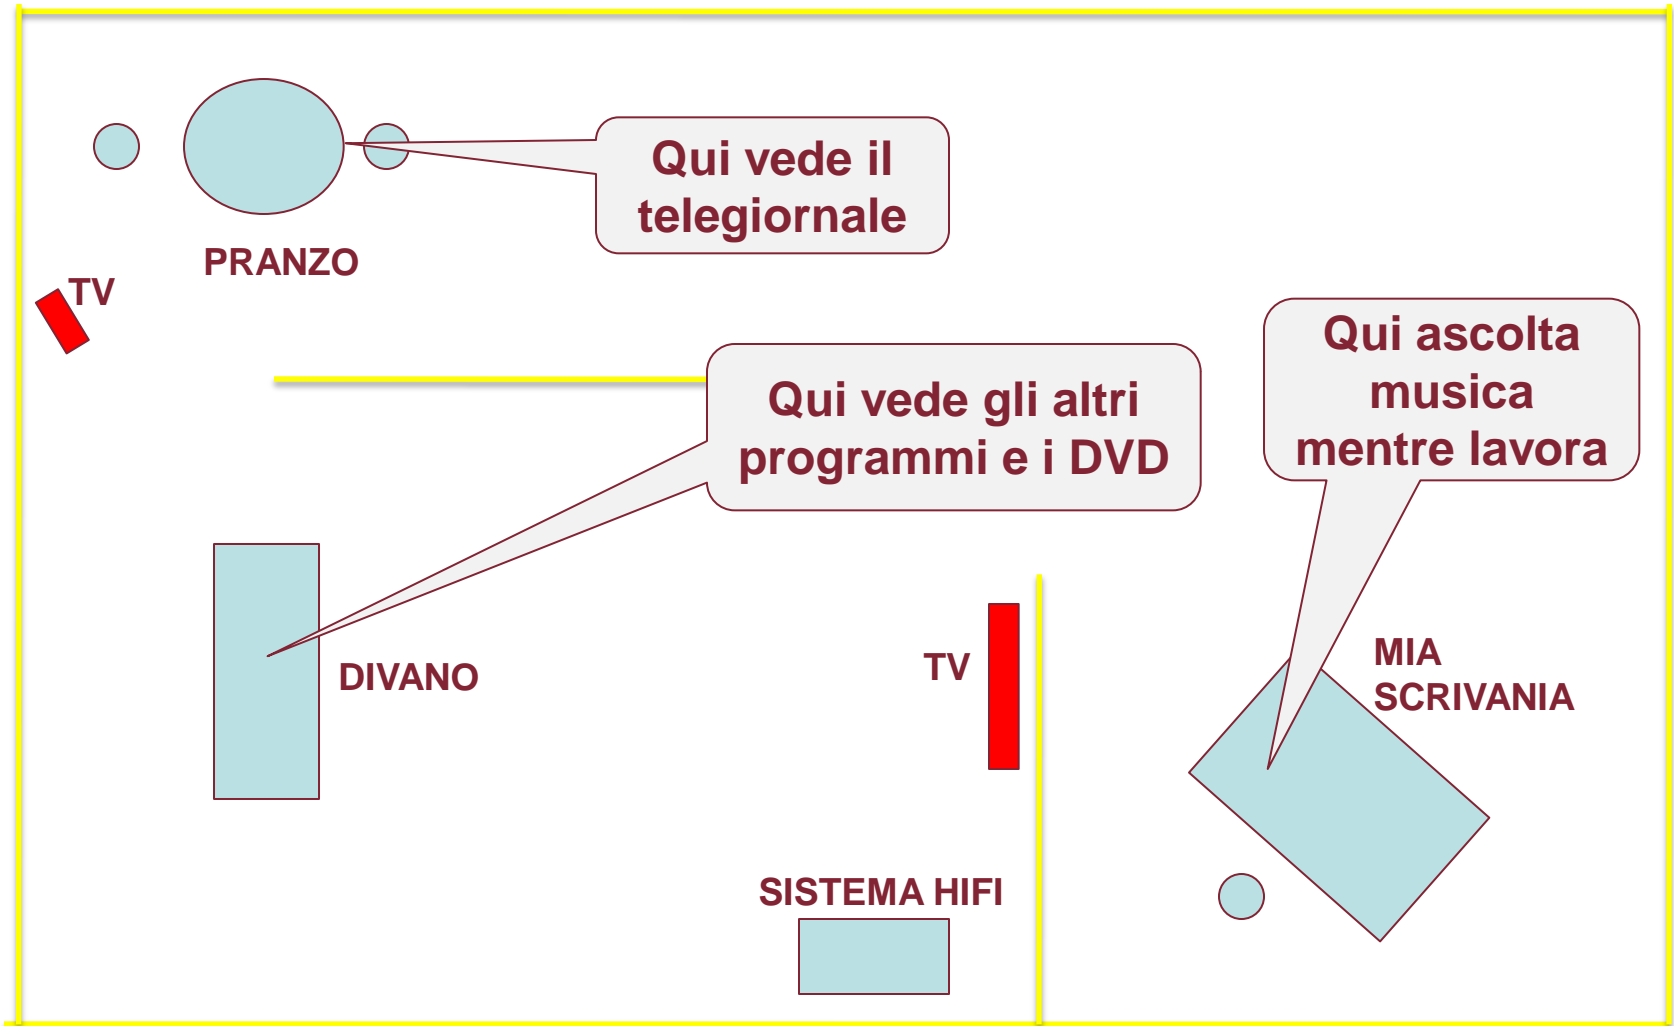 Qui vede il
telegiornale
PRANZO
TV
Qui ascolta
musica
mentre lavora
Qui vede gli altri
programmi e i DVD
DIVANO
TV
MIA
SCRIVANIA
SISTEMA HIFI